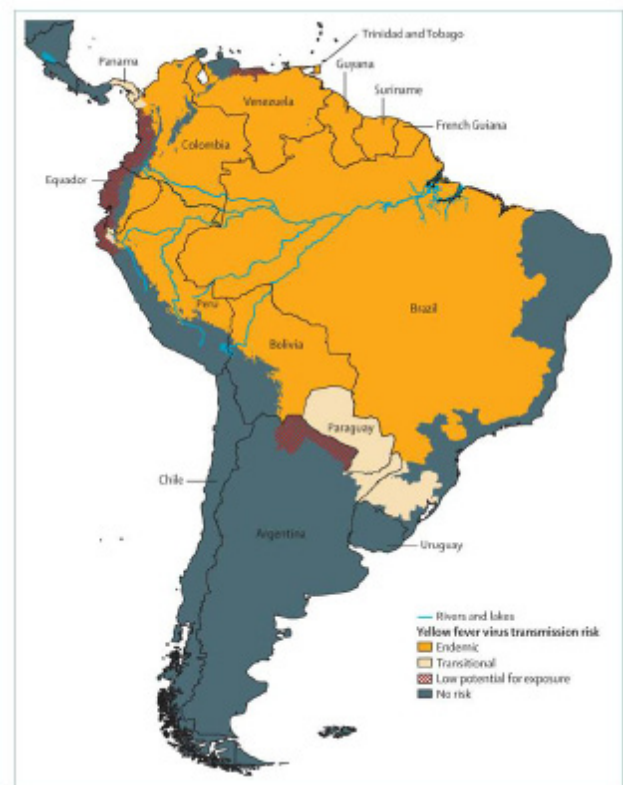 Trinidad and Tobago
Panama
Guyana
Venezuela
Suriname
French Guiana
Colombia
Equador
Peru
Brazil
Bolivia
Paraguay
Chile
Argentina
Uruguay
Rivers and lakes
Yellow fever virus transmission risk
Endemic
Transitional
Low potential for exposure
No risk